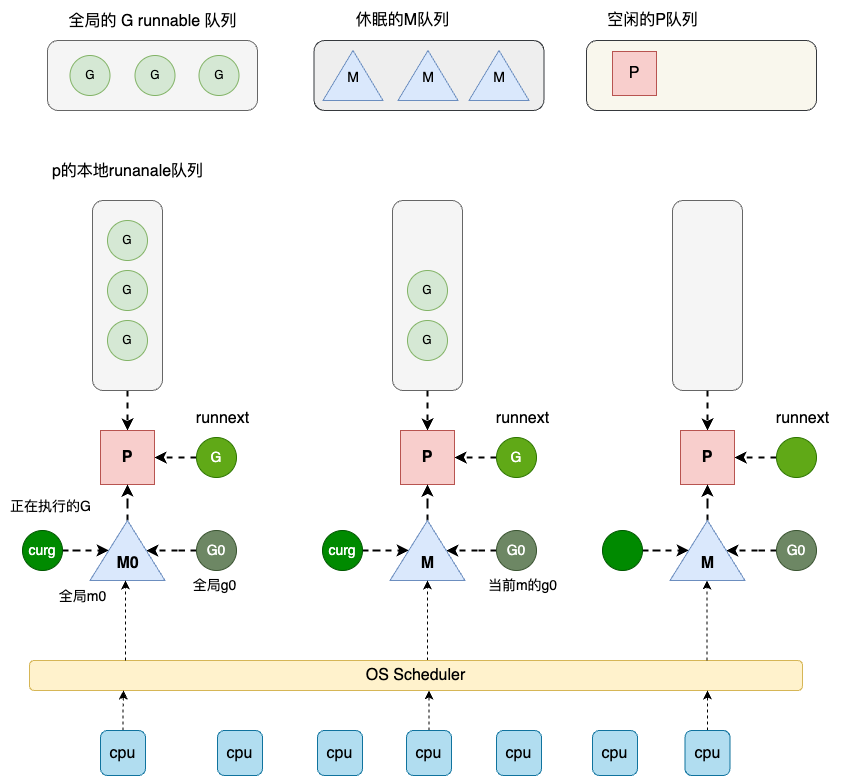 全局的 G runnable 队列
休眠的M队列
空闲的P队列
G
G
G
M
M
M
P
p的本地runanale队列
G
G
G
G
G
runnext
runnext
runnext
P
G
P
G
P
正在执行的G
curg
M0
G0
curg
M
G0
M
G0
全局m0
全局g0
当前m的g0
OS Scheduler
cpu
cpu
cpu
cpu
cpu
cpu
cpu